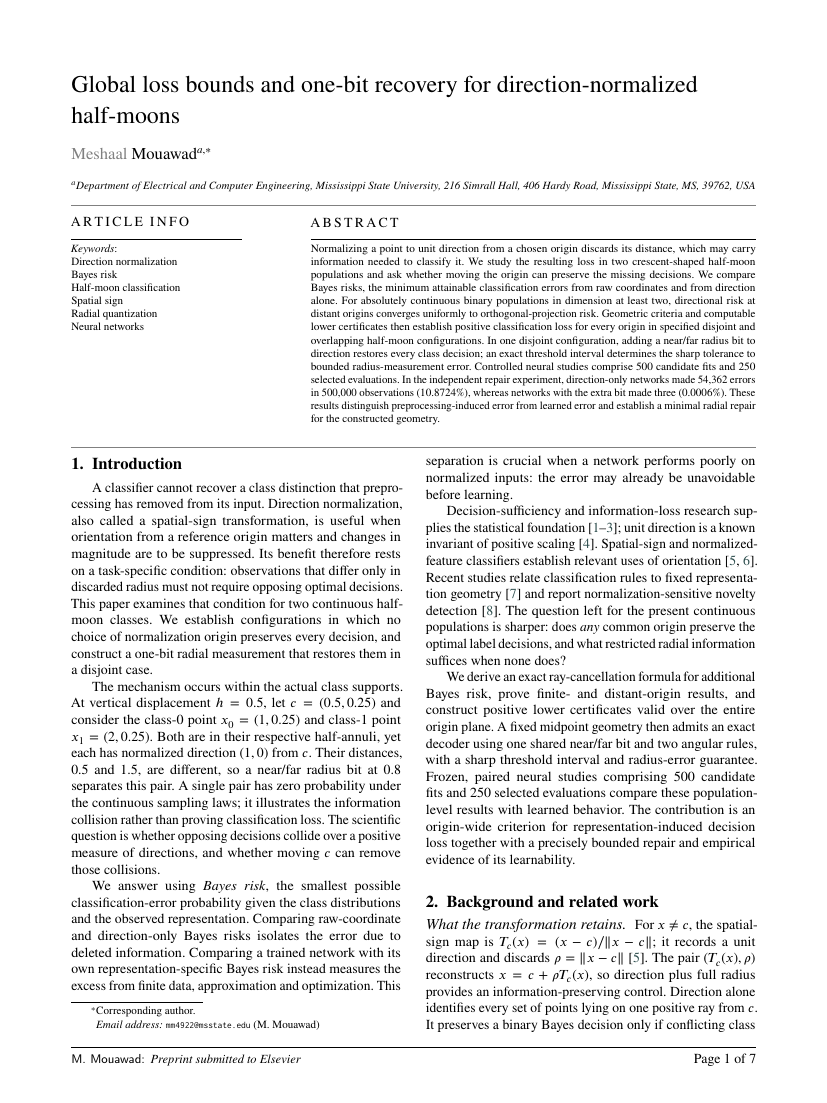 Global loss bounds and one-bit recovery for direction-normalized
half-moons
Meshaal Mouawad^{a,*}
^aDepartment of Electrical and Computer Engineering, Mississippi State University, 216 Simrall Hall, 406 Hardy Road, Mississippi State, MS, 39762, USA
ARTICLE INFO
Keywords:
Direction normalization
Bayes risk
Half-moon classification
Spatial sign
Radial quantization
Neural networks
ABSTRACT
Normalizing a point to unit direction from a chosen origin discards its distance, which may carry
information needed to classify it. We study the resulting loss in two crescent-shaped half-moon
populations and ask whether moving the origin can preserve the missing decisions. We compare
Bayes risks, the minimum attainable classification errors from raw coordinates and from direction
alone. For absolutely continuous binary populations in dimension at least two, directional risk at
distant origins converges uniformly to orthogonal-projection risk. Geometric criteria and computable
lower certificates then establish positive classification loss for every origin in specified disjoint and
overlapping half-moon configurations. In one disjoint configuration, adding a near/far radius bit to
direction restores every class decision; an exact threshold interval determines the sharp tolerance to
bounded radius-measurement error. Controlled neural studies comprise 500 candidate fits and 250
selected evaluations. In the independent repair experiment, direction-only networks made 54,362 errors
in 500,000 observations (10.8724%), whereas networks with the extra bit made three (0.0006%). These
results distinguish preprocessing-induced error from learned error and establish a minimal radial repair
for the constructed geometry.
1. Introduction
A classifier cannot recover a class distinction that prepro-
cessing has removed from its input. Direction normalization,
also called a spatial-sign transformation, is useful when
orientation from a reference origin matters and changes in
magnitude are to be suppressed. Its benefit therefore rests
on a task-specific condition: observations that differ only in
discarded radius must not require opposing optimal decisions.
This paper examines that condition for two continuous half-
moon classes. We establish configurations in which no
choice of normalization origin preserves every decision, and
construct a one-bit radial measurement that restores them in
a disjoint case.
The mechanism occurs within the actual class supports.
At vertical displacement h = 0.5, let c = (0.5, 0.25) and
consider the class-0 point x_0 = (1, 0.25) and class-1 point
x_1 = (2, 0.25). Both are in their respective half-annuli, yet
each has normalized direction (1, 0) from c. Their distances,
0.5 and 1.5, are different, so a near/far radius bit at 0.8
separates this pair. A single pair has zero probability under
the continuous sampling laws; it illustrates the information
collision rather than proving classification loss. The scientific
question is whether opposing decisions collide over a positive
measure of directions, and whether moving c can remove
those collisions.
We answer using Bayes risk, the smallest possible
classification-error probability given the class distributions
and the observed representation. Comparing raw-coordinate
and direction-only Bayes risks isolates the error due to
deleted information. Comparing a trained network with its
own representation-specific Bayes risk instead measures the
excess from finite data, approximation and optimization. This
*Corresponding author.
Email address: mm4922@msstate.edu (M. Mouawad)
separation is crucial when a network performs poorly on
normalized inputs: the error may already be unavoidable
before learning.
Decision-sufficiency and information-loss research sup-
plies the statistical foundation [1–3]; unit direction is a known
invariant of positive scaling [4]. Spatial-sign and normalized-
feature classifiers establish relevant uses of orientation [5, 6].
Recent studies relate classification rules to fixed representa-
tion geometry [7] and report normalization-sensitive novelty
detection [8]. The question left for the present continuous
populations is sharper: does any common origin preserve the
optimal label decisions, and what restricted radial information
suffices when none does?
We derive an exact ray-cancellation formula for additional
Bayes risk, prove finite- and distant-origin results, and
construct positive lower certificates valid over the entire
origin plane. A fixed midpoint geometry then admits an exact
decoder using one shared near/far bit and two angular rules,
with a sharp threshold interval and radius-error guarantee.
Frozen, paired neural studies comprising 500 candidate
fits and 250 selected evaluations compare these population-
level results with learned behavior. The contribution is an
origin-wide criterion for representation-induced decision
loss together with a precisely bounded repair and empirical
evidence of its learnability.
2. Background and related work
What the transformation retains. For x ≠ c, the spatial-
sign map is T_c(x) = (x − c)/‖x − c‖; it records a unit
direction and discards ρ = ‖x − c‖ [5]. The pair (T_c(x), ρ)
reconstructs x = c + ρT_c(x), so direction plus full radius
provides an information-preserving control. Direction alone
identifies every set of points lying on one positive ray from c.
It preserves a binary Bayes decision only if conflicting class
M. Mouawad: Preprint submitted to Elsevier
Page 1 of 7